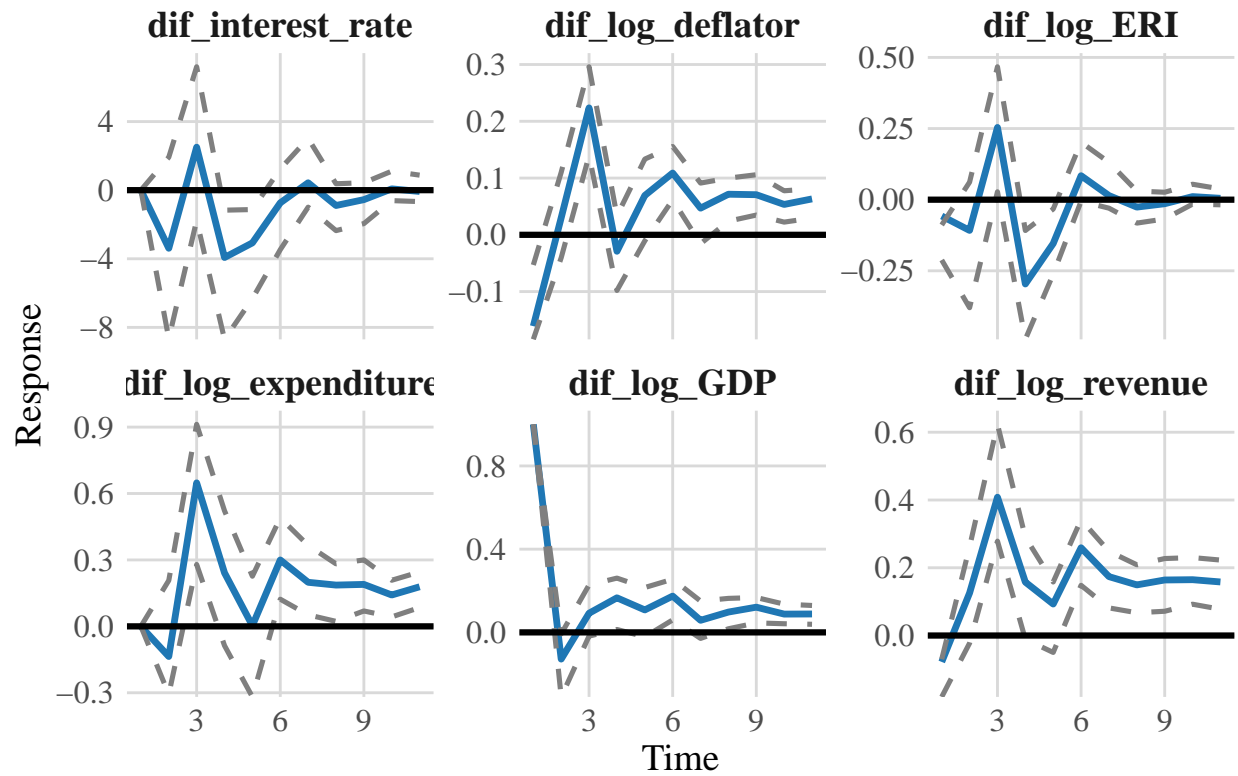 dif_interest_rate
dif_log_deflator
dif_log_ERI
4
0
−4
−8
0.3
0.2
0.1
0.0
−0.1
0.50
0.25
0.00
−0.25
Response
dif_log_expenditure
dif_log_GDP
dif_log_revenue
0.9
0.6
0.3
0.0
−0.3
0.8
0.4
0.0
0.6
0.4
0.2
0.0
3 6 9
3 6 9
3 6 9
Time